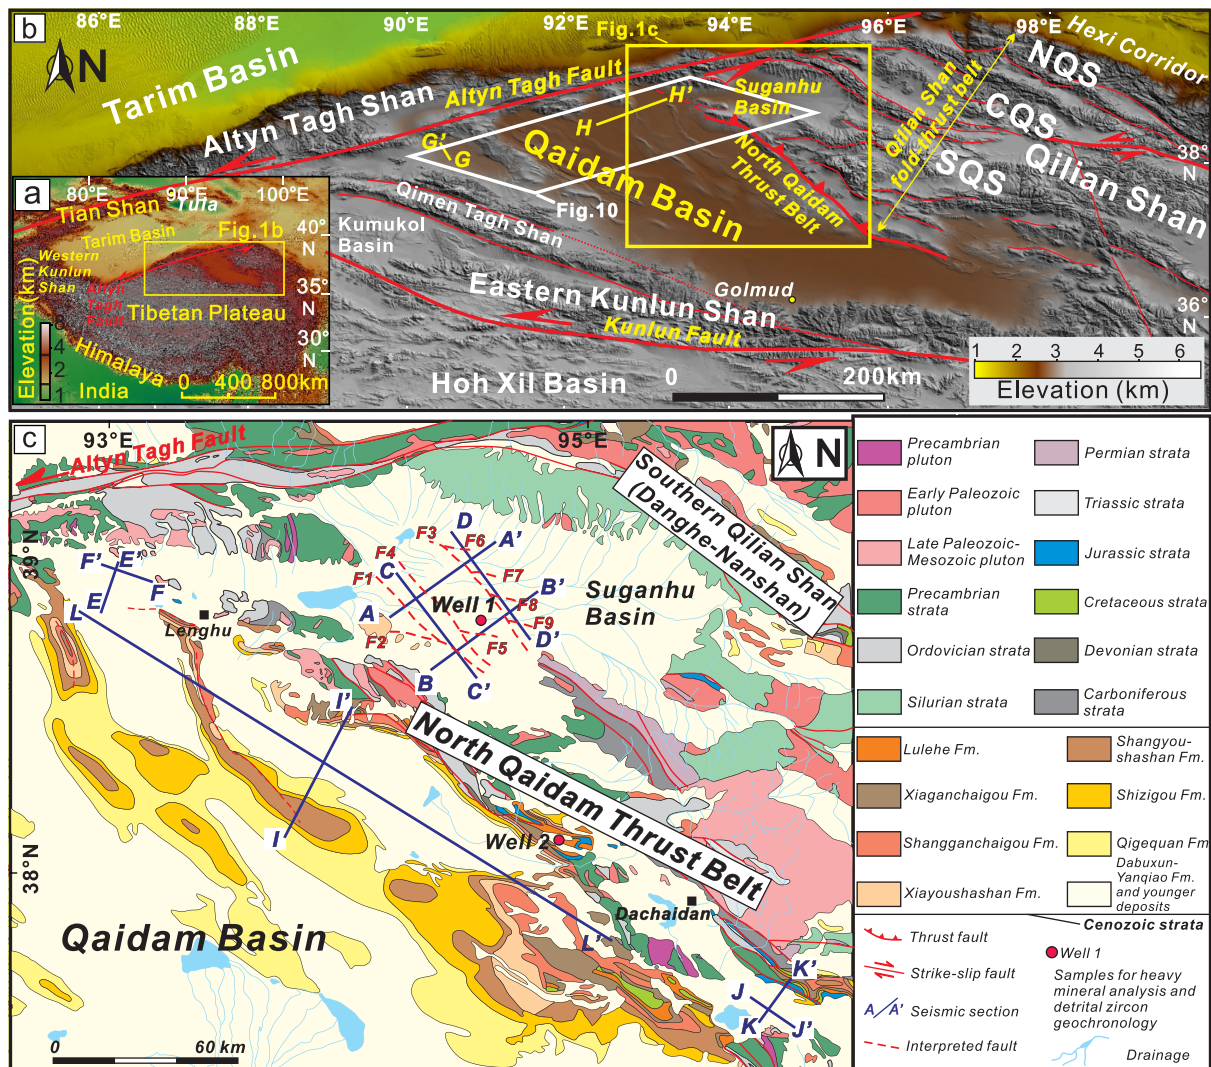 b
86°E
88°E
90°E
92°E
94°E
96°E
98°E
N
Tarim Basin
Altyn Tagh Shan
Altyn Tagh Fault
Fig.1c
Suganhu
Basin
H'
H
G'
G
Qaidam Basin
North Qaidam
Thrust Belt
Qilian Shan
fold-thrust belt
NQS
CQS
SQS
Qilian Shan
Hexi Corridor
38°
N
36°
N
Fig.10
Qimen Tagh Shan
Kumukol
Basin
Eastern Kunlun Shan
Golmud
Kunlun Fault
Hoh Xil Basin
0
200km
1
2
3
4
5
6
Elevation (km)
a
80°E
90°E
100°E
Tian Shan
Tula
Tarim Basin
Fig.1b
40°
N
35°
N
30°
N
Western
Kunlun
Shan
Altyn
Tagh
Fault
Tibetan Plateau
Himalaya
India
Elevation(km)
4
2
1
0
400
800km
c
93°E
95°E
N
39°N
38°N
Altyn Tagh Fault
Southern Qilian Shan
(Danghe-Nanshan)
F'
E'
F
E
L
Lenghu
D
F3
F6
A'
F4
C
F1
F7
B'
A
Well 1
F8
F9
F2
F5
D'
B
C'
Suganhu
Basin
I'
North Qaidam Thrust Belt
I
Well 2
Dachaidan
L'
Qaidam Basin
K'
J
K
J'
0
60 km
Precambrian
pluton
Permian strata
Early Paleozoic
pluton
Triassic strata
Late Paleozoic-
Mesozoic pluton
Jurassic strata
Precambrian
strata
Cretaceous strata
Ordovician strata
Devonian strata
Silurian strata
Carboniferous
strata
Lulehe Fm.
Shangyou-
shashan Fm.
Xiaganchaigou Fm.
Shizigou Fm.
Shangganchaigou Fm.
Qigequan Fm
Xiayoushashan Fm.
Dabuxun-
Yanqiao Fm.
and younger
deposits
Cenozoic strata
Thrust fault
Well 1
Strike-slip fault
Samples for heavy
mineral analysis and
detrital zircon
geochronology
A
A'
Seismic section
Interpreted fault
Drainage